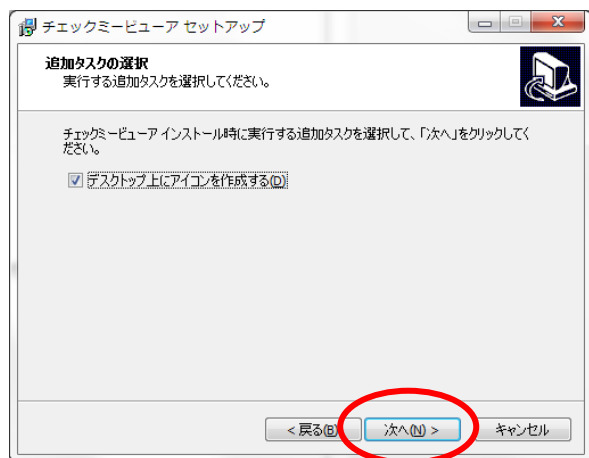 チェックミービューア セットアップ
追加タスクの選択
実行する追加タスクを選択してください。
チェックミービューア インストール時に実行する追加タスクを選択して、「次へ」をクリックしてく
ださい。
デスクトップ上にアイコンを作成する(D)
< 戻る(B)
次へ(N) >
キャンセル